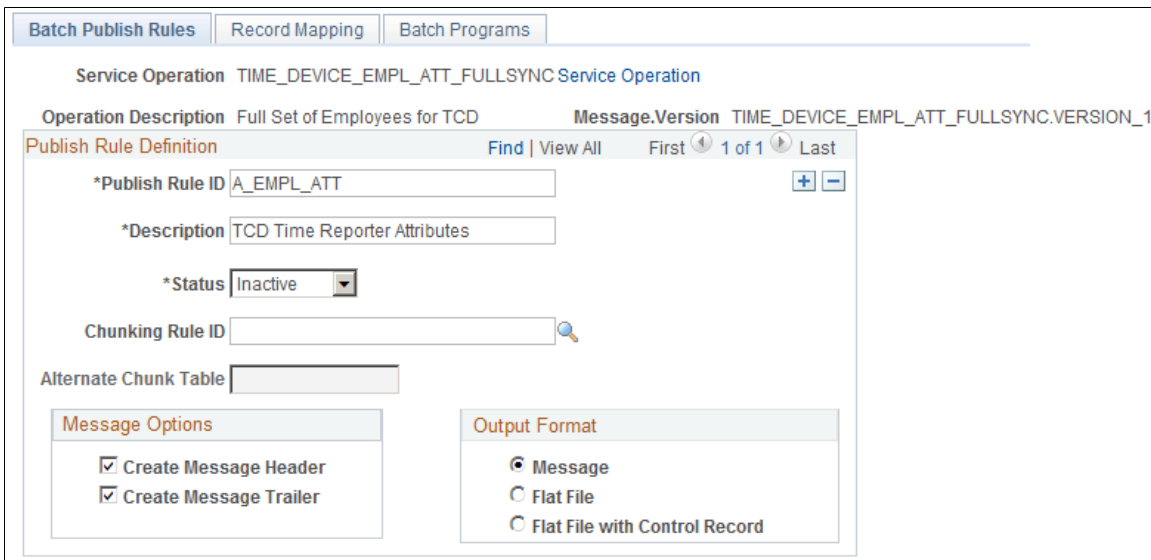 Batch Publish Rules Record Mapping Batch Programs
Service Operation TIME_DEVICE_EMPL_ATT_FULLSYNC Service Operation
Operation Description Full Set of Employees for TCD Message.Version TIME_DEVICE_EMPL_ATT_FULLSYNC.VERSION_1
Publish Rule Definition Find | View All First 1 of 1 Last
*Publish Rule ID A_EMPL_ATT
*Description TCD Time Reporter Attributes
*Status Inactive
Chunking Rule ID
Alternate Chunk Table
Message Options
Create Message Header
Create Message Trailer
Output Format
Message
Flat File
Flat File with Control Record